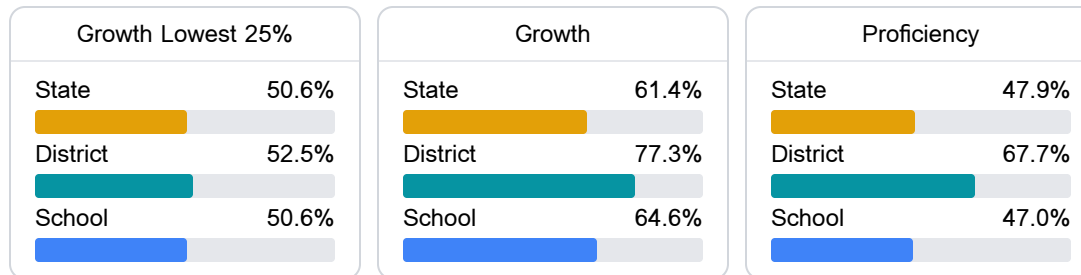 Growth Lowest 25%
State 50.6%
District 52.5%
School 50.6%
Growth
State 61.4%
District 77.3%
School 64.6%
Proficiency
State 47.9%
District 67.7%
School 47.0%